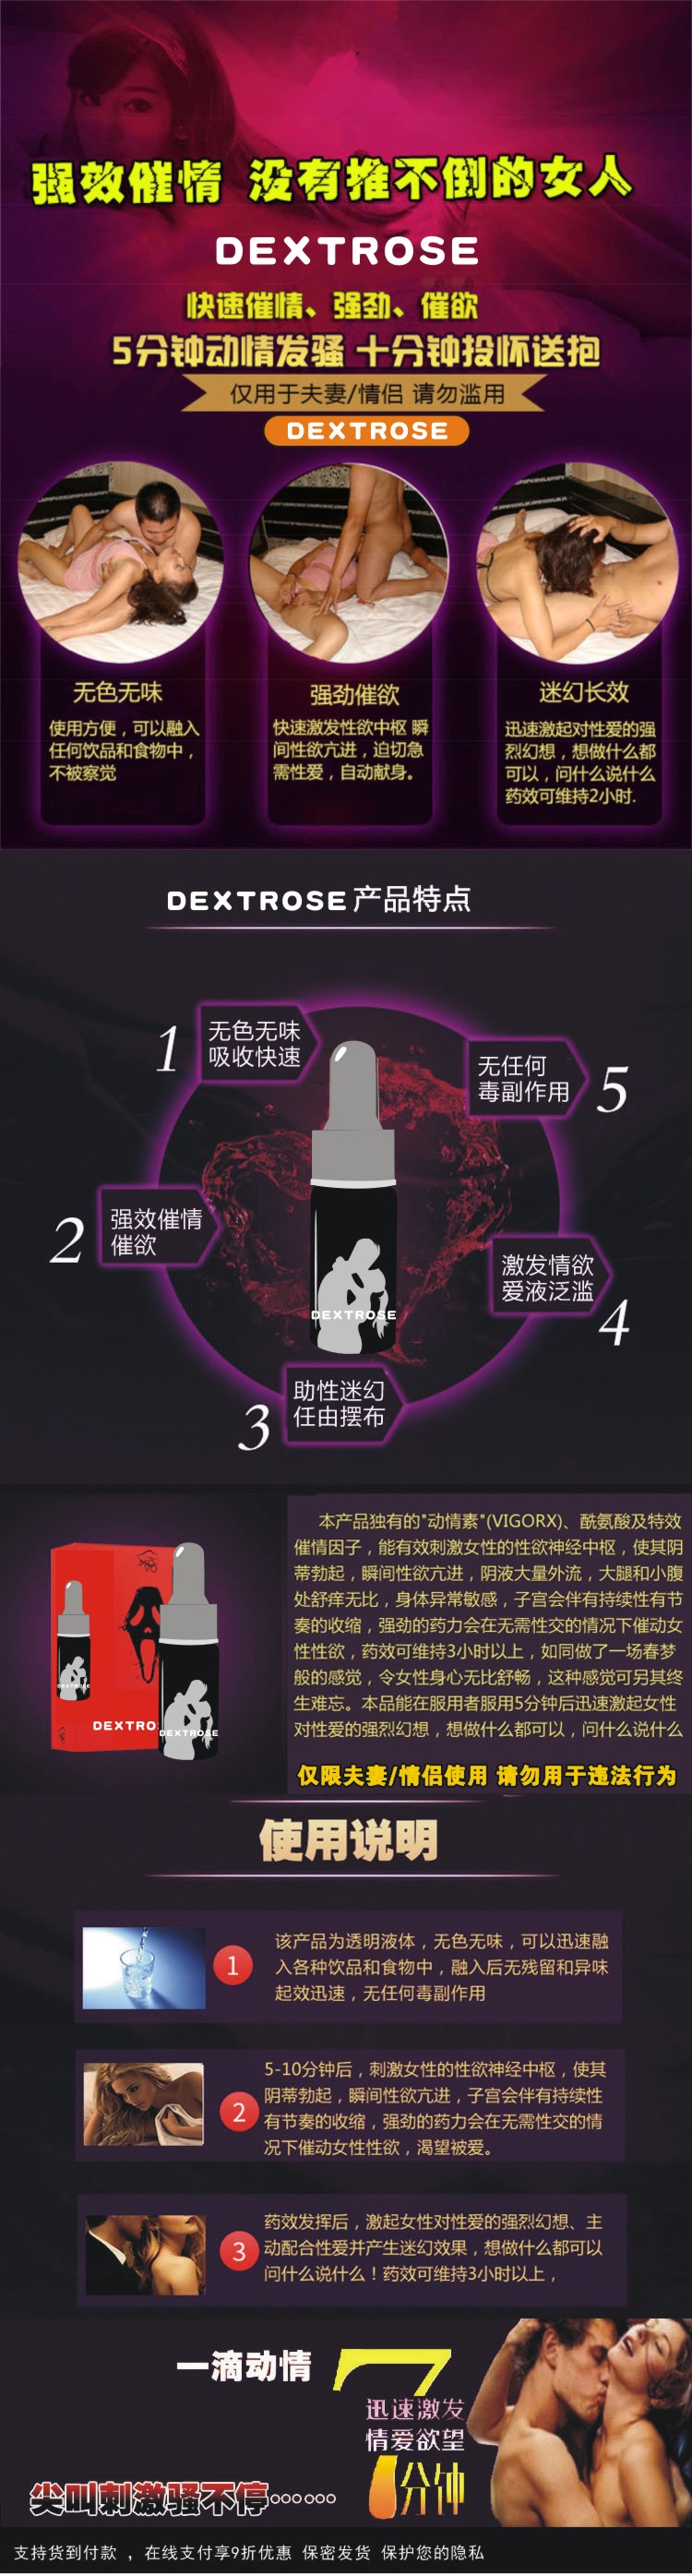 强效催情 没有推不倒的女人
DEXTROSE
快速催情、强劲、催欲
5分钟动情发骚 十分钟投怀送抱
仅用于夫妻/情侣 请勿滥用
DEXTROSE
无色无味
使用方便，可以融入
任何饮品和食物中，
不被察觉
强劲催欲
快速激发性欲中枢 瞬
间性欲亢进，迫切急
需性爱，自动献身。
迷幻长效
迅速激起对性爱的强
烈幻想，想做什么都
可以，问什么说什么
药效可维持2小时.
DEXTROSE 产品特点
1
无色无味
吸收快速
无任何
毒副作用
5
2
强效催情
催欲
激发情欲
爱液泛滥
4
DEXTROSE
助性迷幻
任由摆布
3
本产品独有的"动情素"(VIGORX)、酰氨酸及特效
催情因子，能有效刺激女性的性欲神经中枢，使其阴
蒂勃起，瞬间性欲亢进，阴液大量外流，大腿和小腹
处舒痒无比，身体异常敏感，子宫会伴有持续性有节
奏的收缩，强劲的药力会在无需性交的情况下催动女
性性欲，药效可维持3小时以上，如同做了一场春梦
般的感觉，令女性身心无比舒畅，这种感觉可另其终
生难忘。本品能在服用者服用5分钟后迅速激起女性
对性爱的强烈幻想，想做什么都可以，问什么说什么
DEXTROSE
DEXTRO
DEXTROSE
仅限夫妻/情侣使用 请勿用于违法行为
使用说明
1
该产品为透明液体，无色无味，可以迅速融
入各种饮品和食物中，融入后无残留和异味
起效迅速，无任何毒副作用
2
5-10分钟后，刺激女性的性欲神经中枢，使其
阴蒂勃起，瞬间性欲亢进，子宫会伴有持续性
有节奏的收缩，强劲的药力会在无需性交的情
况下催动女性性欲，渴望被爱。
3
药效发挥后，激起女性对性爱的强烈幻想、主
动配合性爱并产生迷幻效果，想做什么都可以
问什么说什么！药效可维持3小时以上，
一滴动情
7
迅速激发
情爱欲望
分钟
尖叫刺激骚不停……
支持货到付款 ，在线支付享9折优惠 保密发货 保护您的隐私